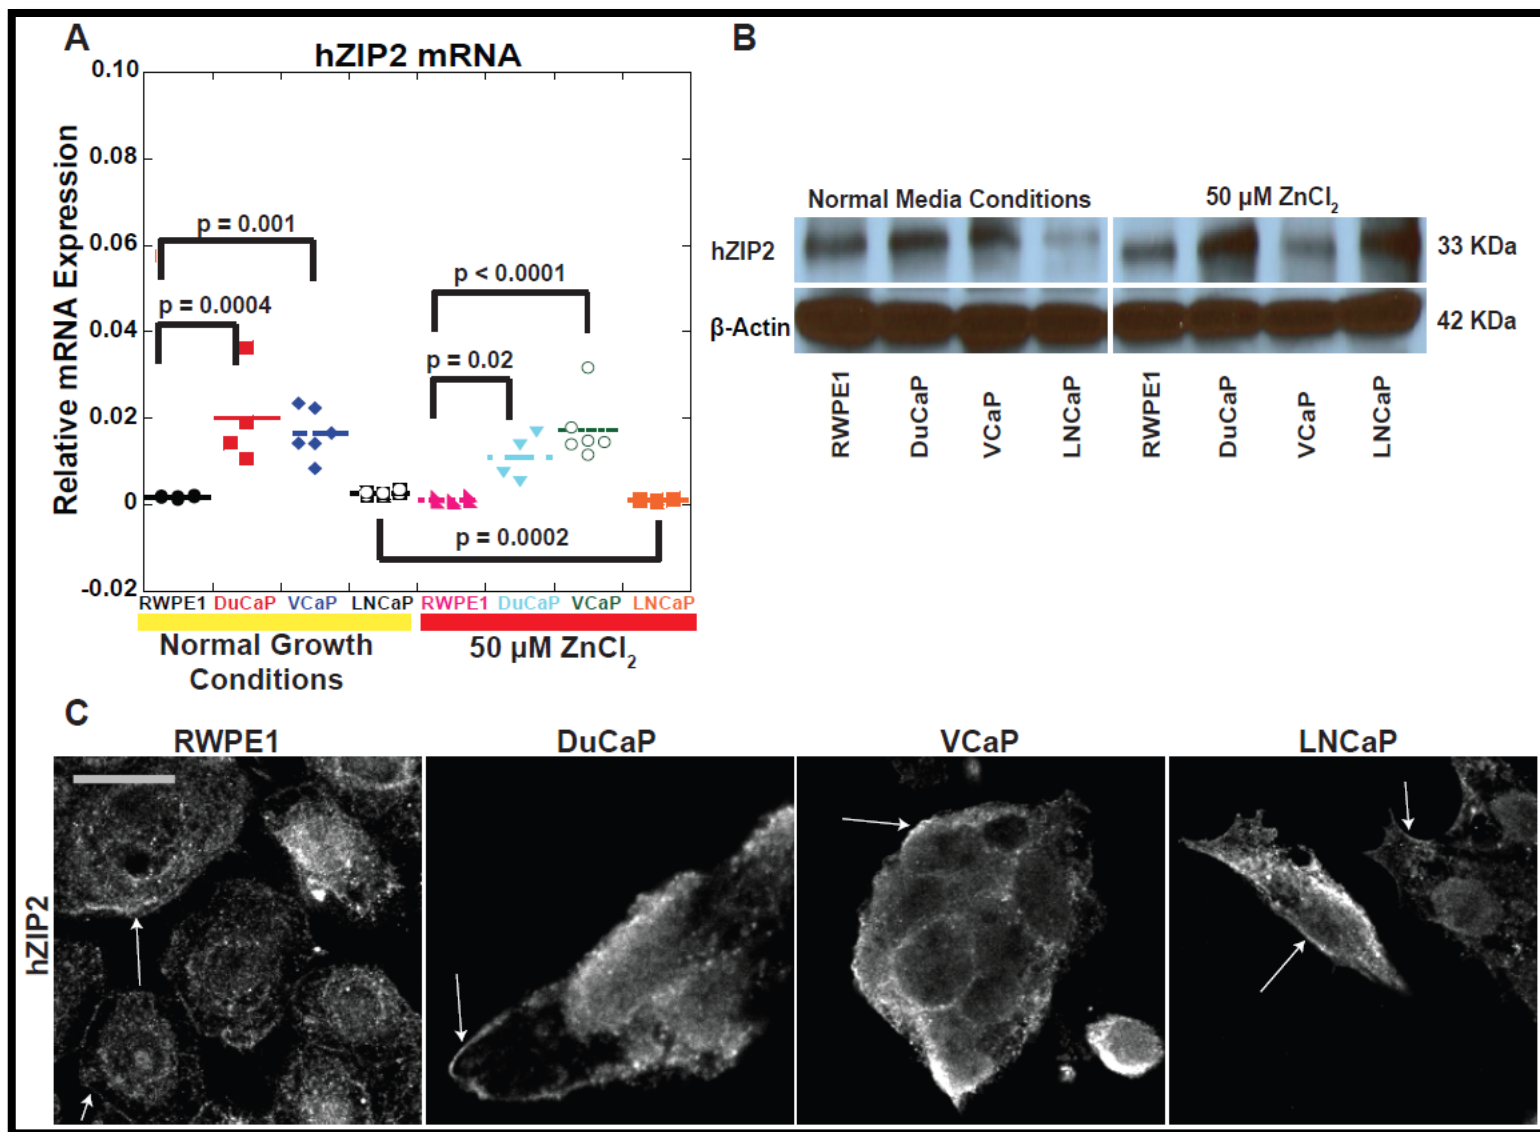 A
hZIP2 mRNA
Relative mRNA Expression
0.10
0.08
0.06
0.04
0.02
0
-0.02
p = 0.001
p = 0.0004
p < 0.0001
p = 0.02
p = 0.0002
RWPE1 DuCaP VCaP LNCaP RWPE1 DuCaP VCaP LNCaP
Normal Growth
Conditions
50 µM ZnCl₂
B
Normal Media Conditions
50 µM ZnCl₂
hZIP2
33 KDa
β-Actin
42 KDa
RWPE1
DuCaP
VCaP
LNCaP
RWPE1
DuCaP
VCaP
LNCaP
C
RWPE1
DuCaP
VCaP
LNCaP
hZIP2